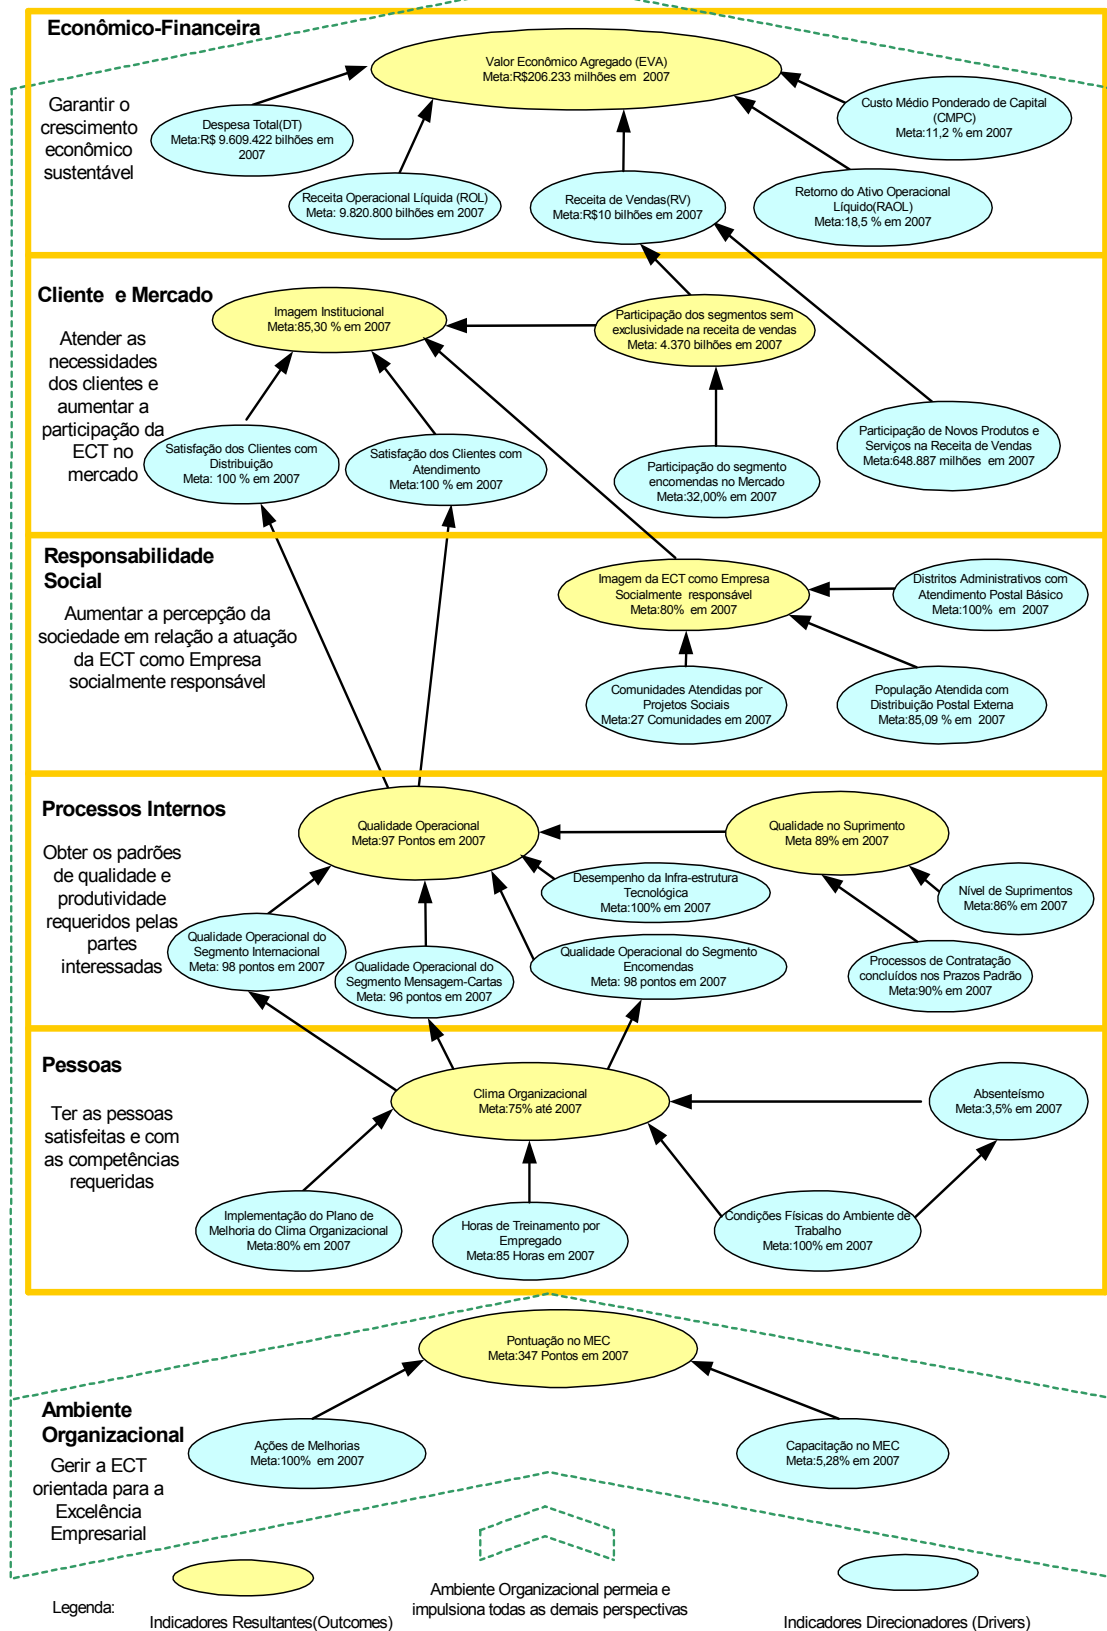 Econômico-Financeira
Valor Econômico Agregado (EVA)
Meta:R$206.233 milhões em 2007
Garantir o
crescimento
econômico
sustentável
Despesa Total(DT)
Meta:R$ 9.609.422 bilhões em
2007
Custo Médio Ponderado de Capital
(CMPC)
Meta:11,2 % em 2007
Receita Operacional Líquida (ROL)
Meta: 9.820.800 bilhões em 2007
Receita de Vendas(RV)
Meta:R$10 bilhões em 2007
Retorno do Ativo Operacional
Líquido(RAOL)
Meta:18,5 % em 2007
Cliente e Mercado
Imagem Institucional
Meta:85,30 % em 2007
Participação dos segmentos sem
exclusividade na receita de vendas
Meta: 4.370 bilhões em 2007
Atender as
necessidades
dos clientes e
aumentar a
participação da
ECT no
mercado
Satisfação dos Clientes com
Distribuição
Meta: 100 % em 2007
Satisfação dos Clientes com
Atendimento
Meta:100 % em 2007
Participação do segmento
encomendas no Mercado
Meta:32,00% em 2007
Participação de Novos Produtos e
Serviços na Receita de Vendas
Meta:648.887 milhões em 2007
Responsabilidade
Social
Aumentar a percepção da
sociedade em relação a atuação
da ECT como Empresa
socialmente responsável
Imagem da ECT como Empresa
Socialmente responsável
Meta:80% em 2007
Distritos Administrativos com
Atendimento Postal Básico
Meta:100% em 2007
Comunidades Atendidas por
Projetos Sociais
Meta:27 Comunidades em 2007
População Atendida com
Distribuição Postal Externa
Meta:85,09 % em 2007
Processos Internos
Obter os padrões
de qualidade e
produtividade
requeridos pelas
partes
interessadas
Qualidade Operacional
Meta:97 Pontos em 2007
Qualidade no Suprimento
Meta 89% em 2007
Desempenho da Infra-estrutura
Tecnológica
Meta:100% em 2007
Nível de Suprimentos
Meta:86% em 2007
Qualidade Operacional do
Segmento Internacional
Meta: 98 pontos em 2007
Qualidade Operacional do
Segmento Mensagem-Cartas
Meta: 96 pontos em 2007
Qualidade Operacional do Segmento
Encomendas
Meta: 98 pontos em 2007
Processos de Contratação
concluídos nos Prazos Padrão
Meta:90% em 2007
Pessoas
Ter as pessoas
satisfeitas e com
as competências
requeridas
Clima Organizacional
Meta:75% até 2007
Absenteísmo
Meta:3,5% em 2007
Implementação do Plano de
Melhoria do Clima Organizacional
Meta:80% em 2007
Horas de Treinamento por
Empregado
Meta:85 Horas em 2007
Condições Físicas do Ambiente de
Trabalho
Meta:100% em 2007
Pontuação no MEC
Meta:347 Pontos em 2007
Ambiente
Organizacional
Gerir a ECT
orientada para a
Excelência
Empresarial
Ações de Melhorias
Meta:100% em 2007
Capacitação no MEC
Meta:5,28% em 2007
Legenda:
Indicadores Resultantes(Outcomes)
Ambiente Organizacional permeia e
impulsiona todas as demais perspectivas
Indicadores Direcionadores (Drivers)